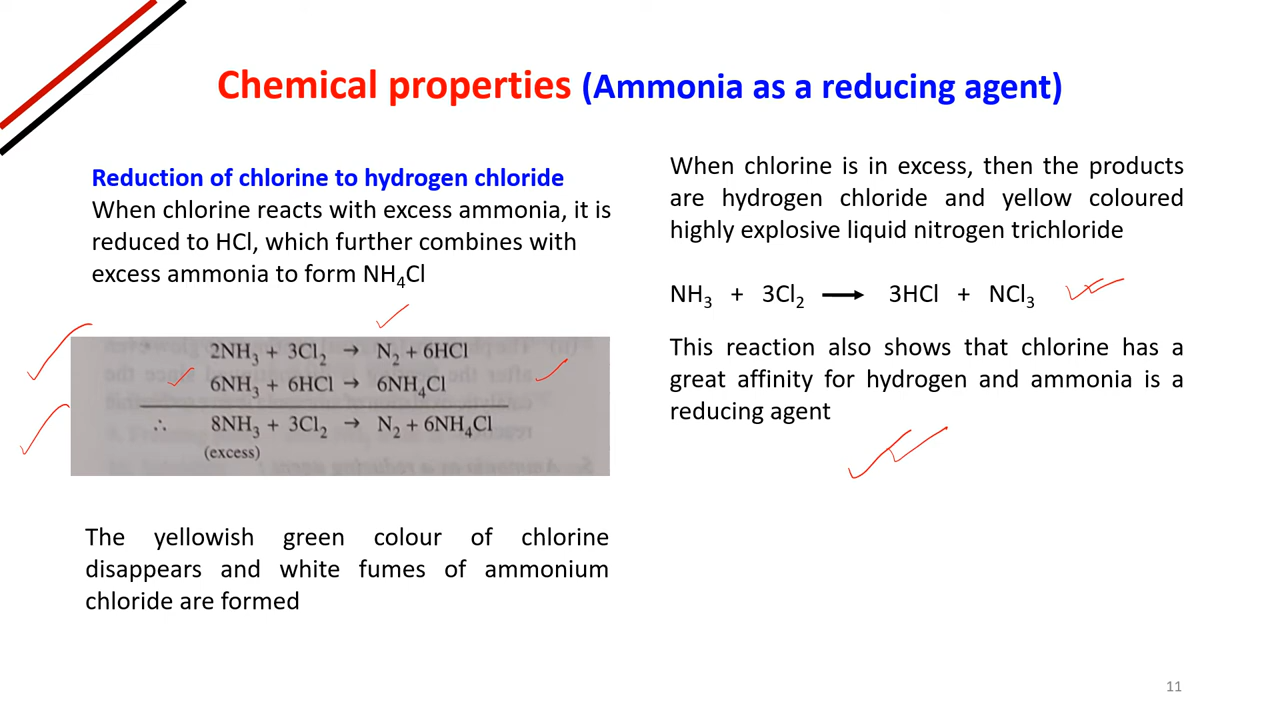 Chemical properties (Ammonia as a reducing agent)
Reduction of chlorine to hydrogen chloride
When chlorine reacts with excess ammonia, it is
reduced to HCl, which further combines with
excess ammonia to form NH₄Cl
2NH₃ + 3Cl₂ → N₂ + 6HCl
6NH₃ + 6HCl → 6NH₄Cl
∴ 8NH₃ + 3Cl₂ → N₂ + 6NH₄Cl
(excess)
The yellowish green colour of chlorine
disappears and white fumes of ammonium
chloride are formed
When chlorine is in excess, then the products
are hydrogen chloride and yellow coloured
highly explosive liquid nitrogen trichloride
NH₃ + 3Cl₂ → 3HCl + NCl₃
This reaction also shows that chlorine has a
great affinity for hydrogen and ammonia is a
reducing agent
11